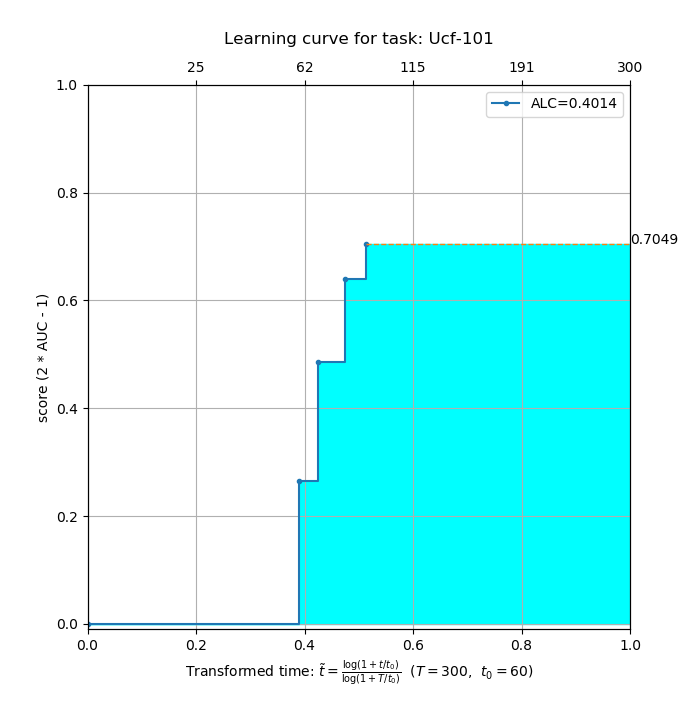 Learning curve for task: Ucf-101
25 62 115 191 300
1.0
ALC=0.4014
0.8
0.7049
0.6
score (2 * AUC - 1)
0.4
0.2
0.0
0.0 0.2 0.4 0.6 0.8 1.0
Transformed time: t̃ = log(1 + t/t₀) / log(1 + T/t₀) (T = 300, t₀ = 60)